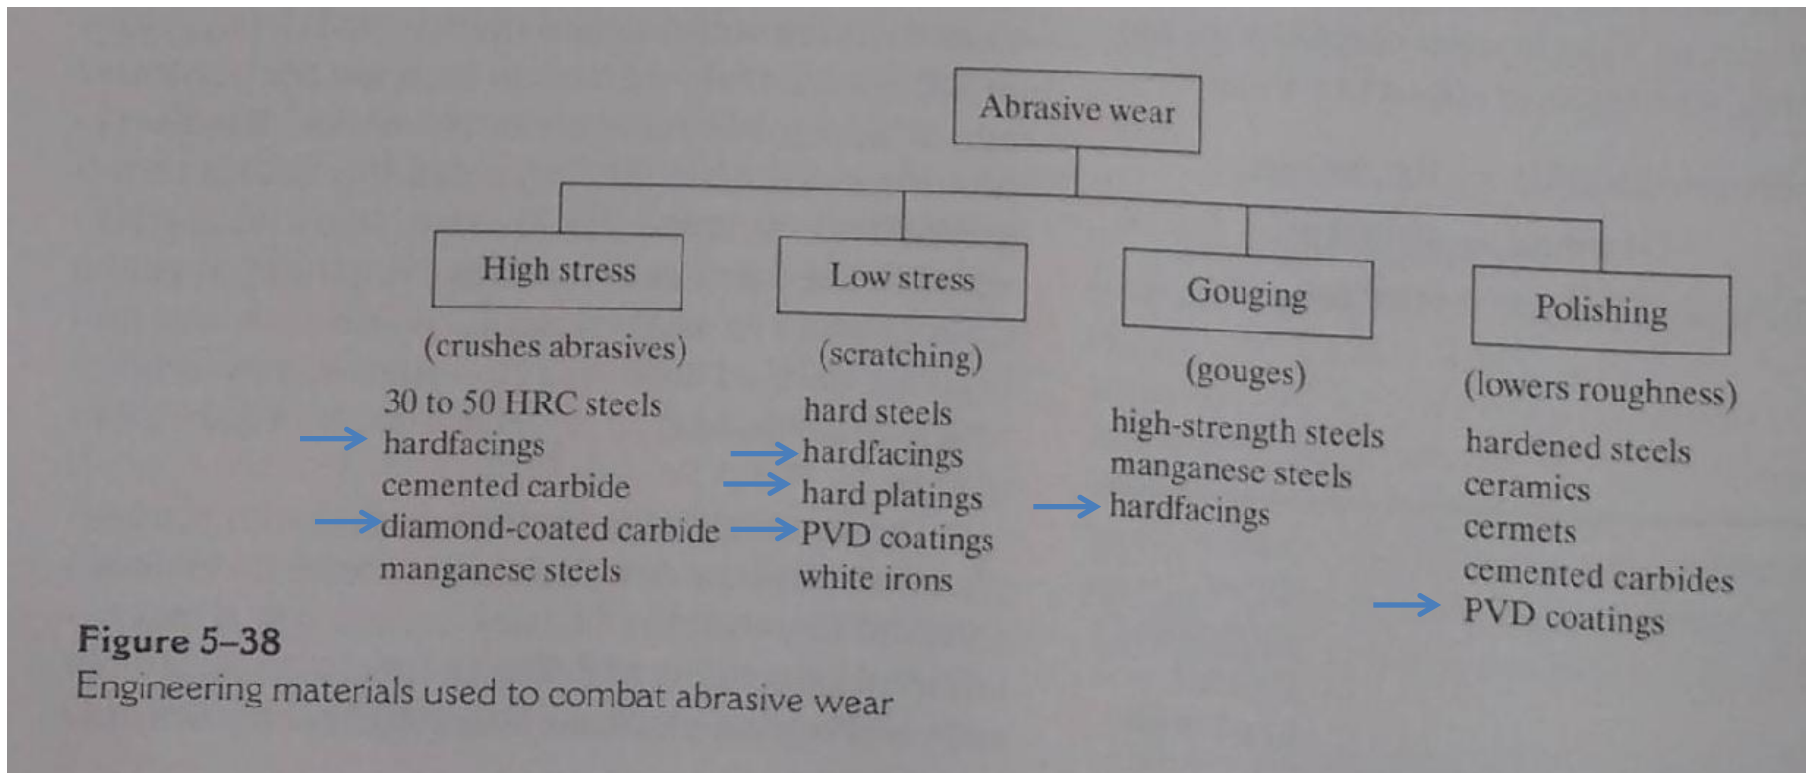 Abrasive wear
High stress
(crushes abrasives)
30 to 50 HRC steels
hardfacings
cemented carbide
diamond-coated carbide
manganese steels
Low stress
(scratching)
hard steels
hardfacings
hard platings
PVD coatings
white irons
Gouging
(gouges)
high-strength steels
manganese steels
hardfacings
Polishing
(lowers roughness)
hardened steels
ceramics
cermets
cemented carbides
PVD coatings
Figure 5–38
Engineering materials used to combat abrasive wear